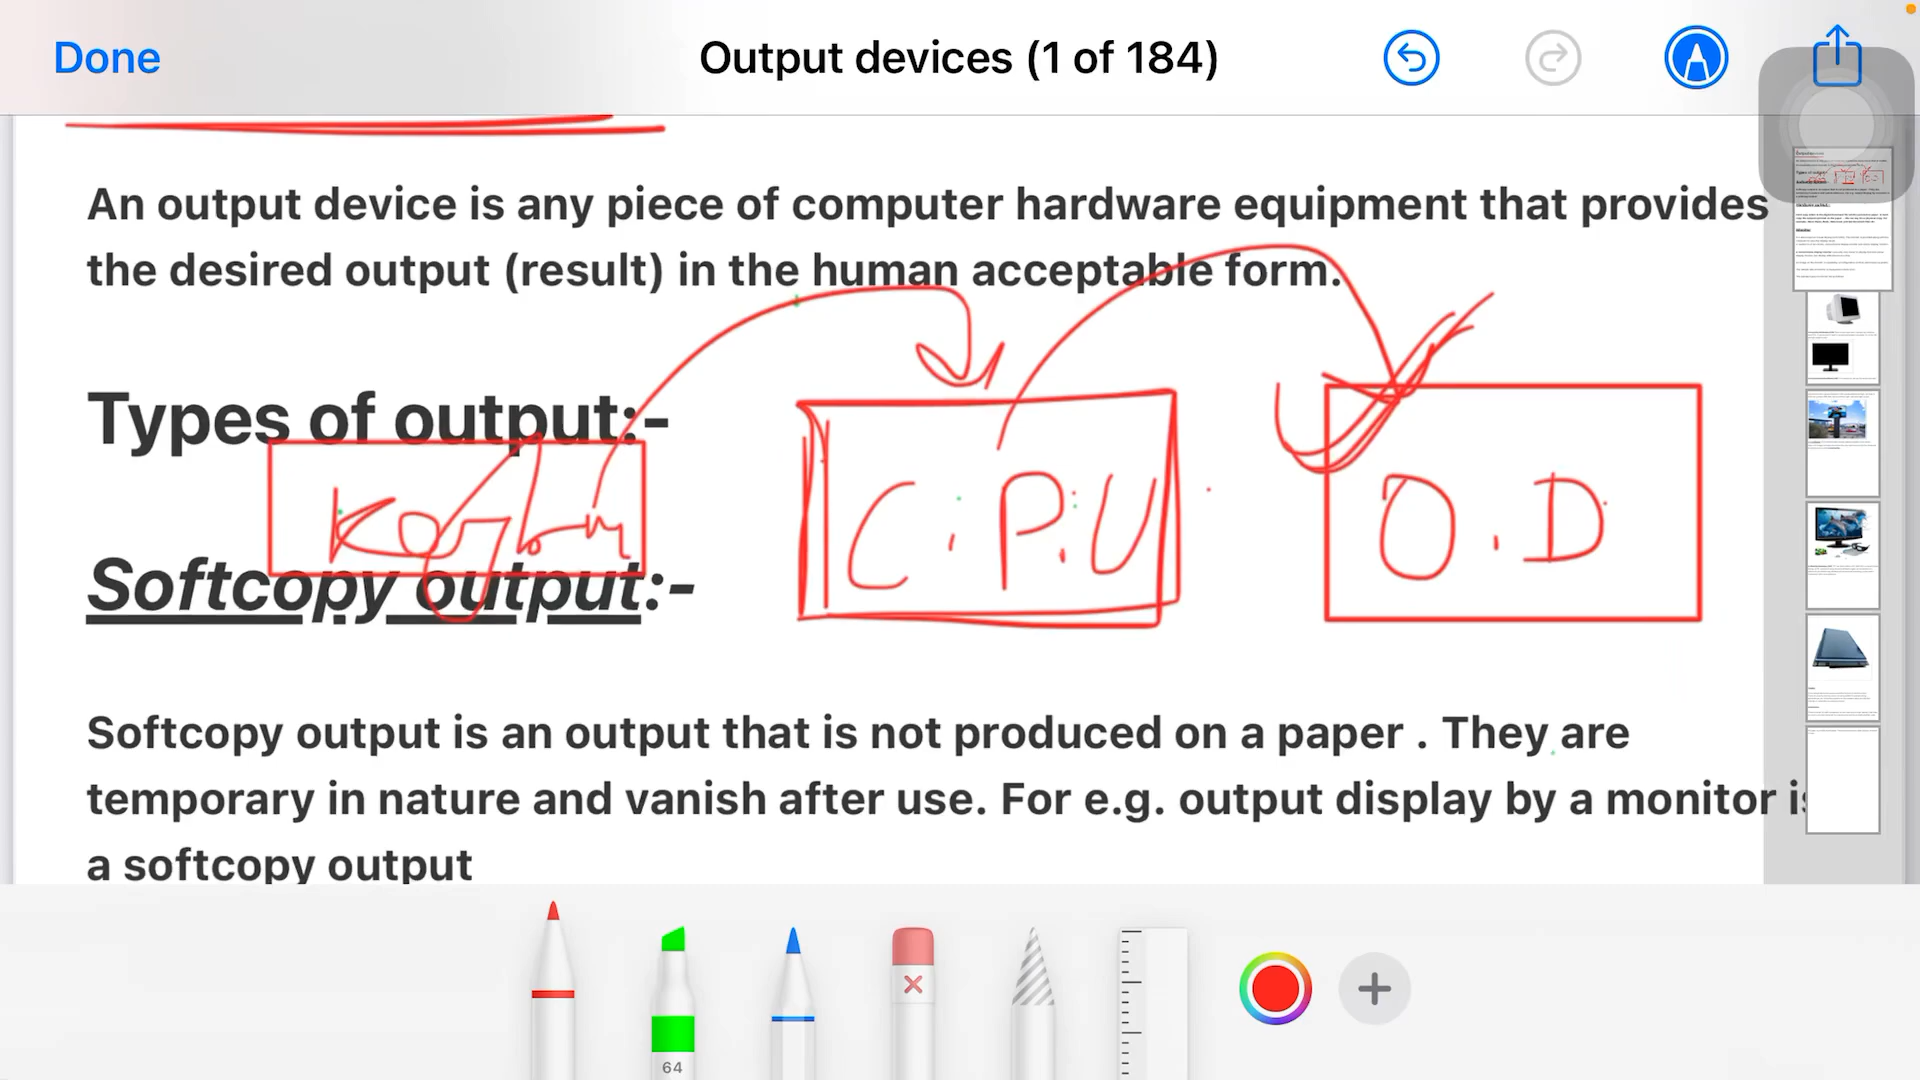 Done
Output devices (1 of 184)
An output device is any piece of computer hardware equipment that provides
the desired output (result) in the human acceptable form.
Types of output:-
C.P.U
O.D
Softcopy output:-
Softcopy output is an output that is not produced on a paper . They are
temporary in nature and vanish after use. For e.g. output display by a monitor is
a softcopy output
64